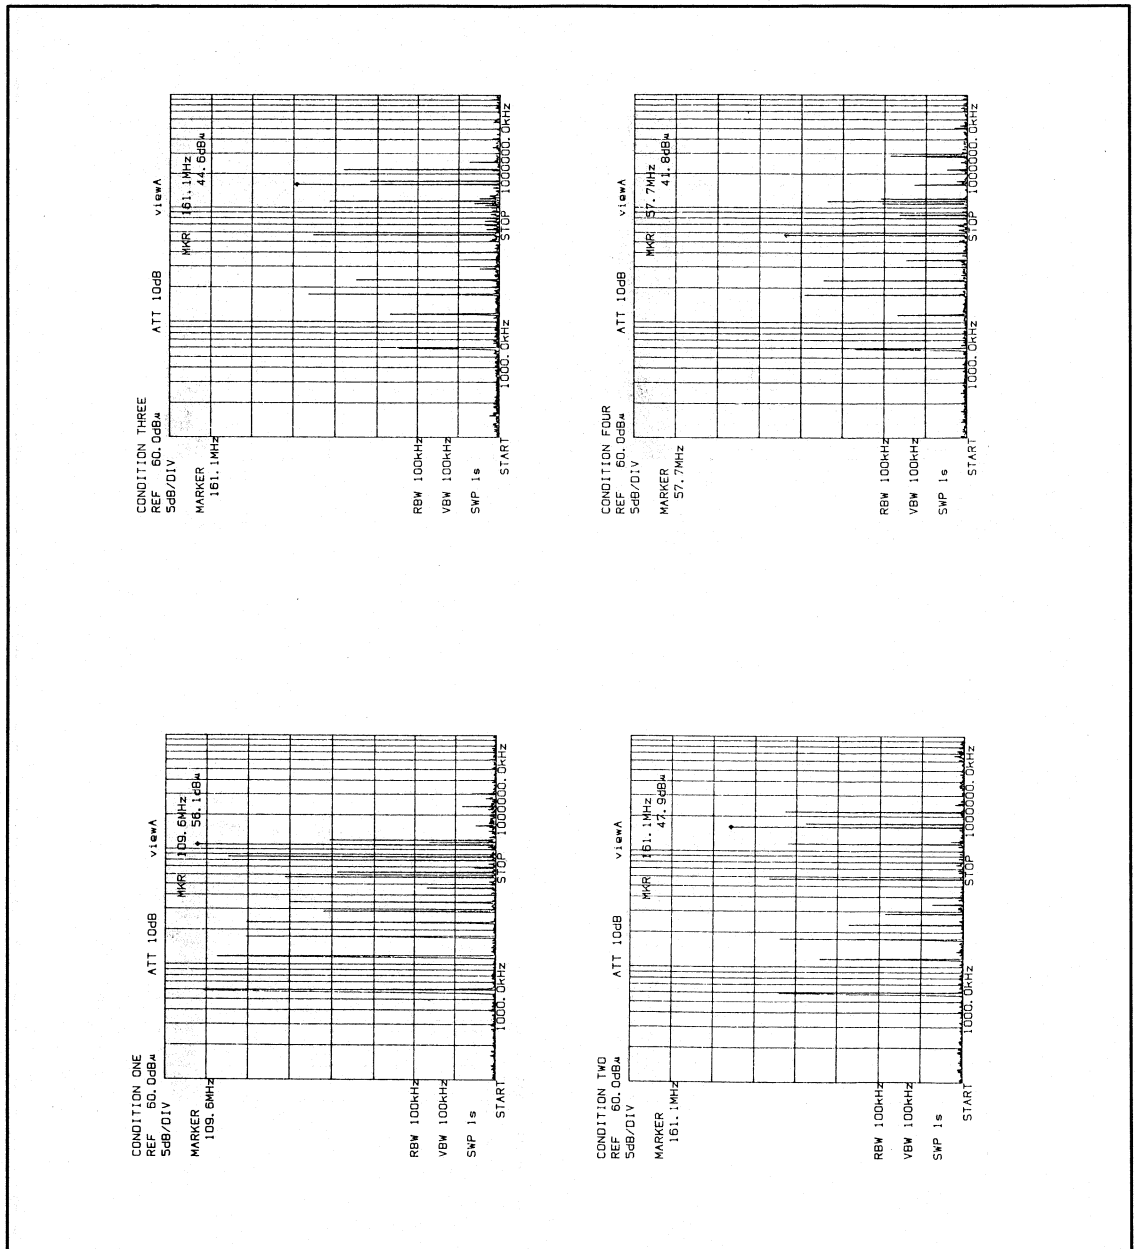 CONDITION ONE
REF 60.0dBµ ATT 10dB viewA
5dB/DIV
MARKER MKR 109.6MHz
109.6MHz 56.1dBµ
RBW 100kHz
VBW 100kHz
SWP 1s
START 1000.0kHz STOP 1000000.0kHz
CONDITION TWO
REF 60.0dBµ ATT 10dB viewA
5dB/DIV
MARKER MKR 161.1MHz
161.1MHz 47.9dBµ
RBW 100kHz
VBW 100kHz
SWP 1s
START 1000.0kHz STOP 1000000.0kHz
CONDITION THREE
REF 60.0dBµ ATT 10dB viewA
5dB/DIV
MARKER MKR 161.1MHz
161.1MHz 44.6dBµ
RBW 100kHz
VBW 100kHz
SWP 1s
START 1000.0kHz STOP 1000000.0kHz
CONDITION FOUR
REF 60.0dBµ ATT 10dB viewA
5dB/DIV
MARKER MKR 57.7MHz
57.7MHz 41.8dBµ
RBW 100kHz
VBW 100kHz
SWP 1s
START 1000.0kHz STOP 1000000.0kHz